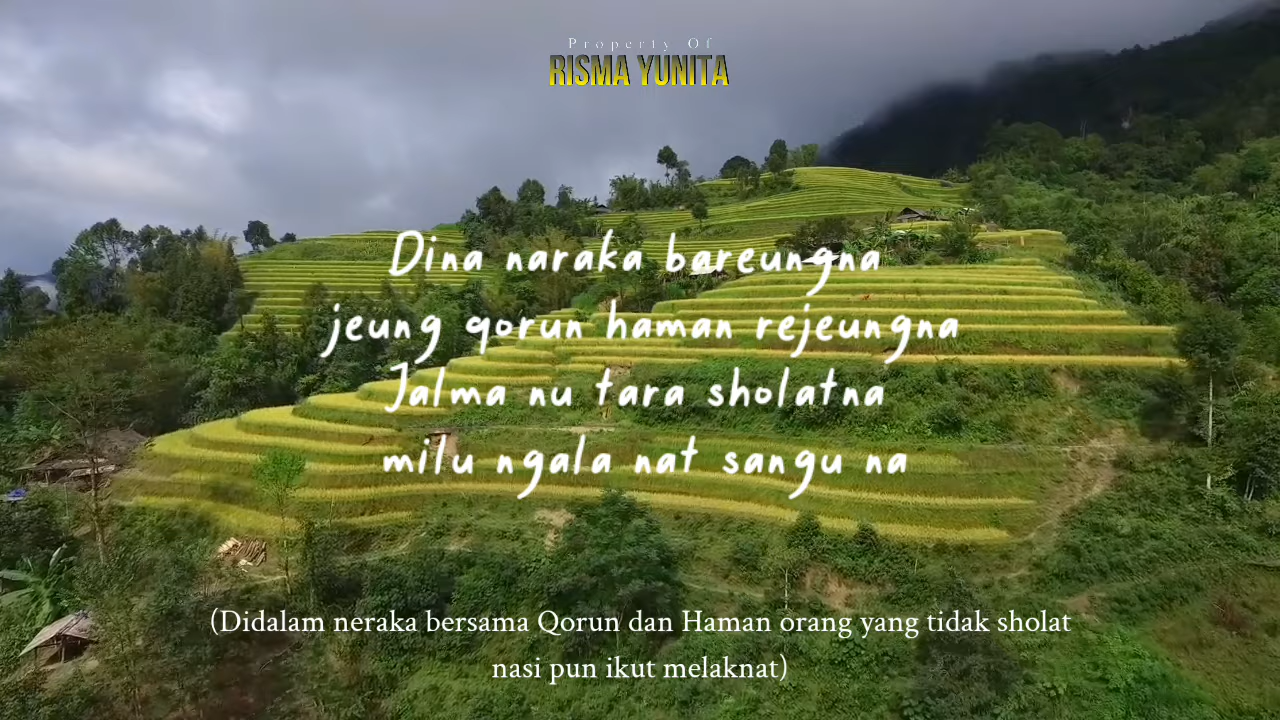 Property Of
RISMA YUNITA
Dina naraka bareungna
jeung qorun haman rejeungna
Jalma nu tara sholatna
milu ngala nat sangu na
(Didalam neraka bersama Qorun dan Haman orang yang tidak sholat
nasi pun ikut melaknat)